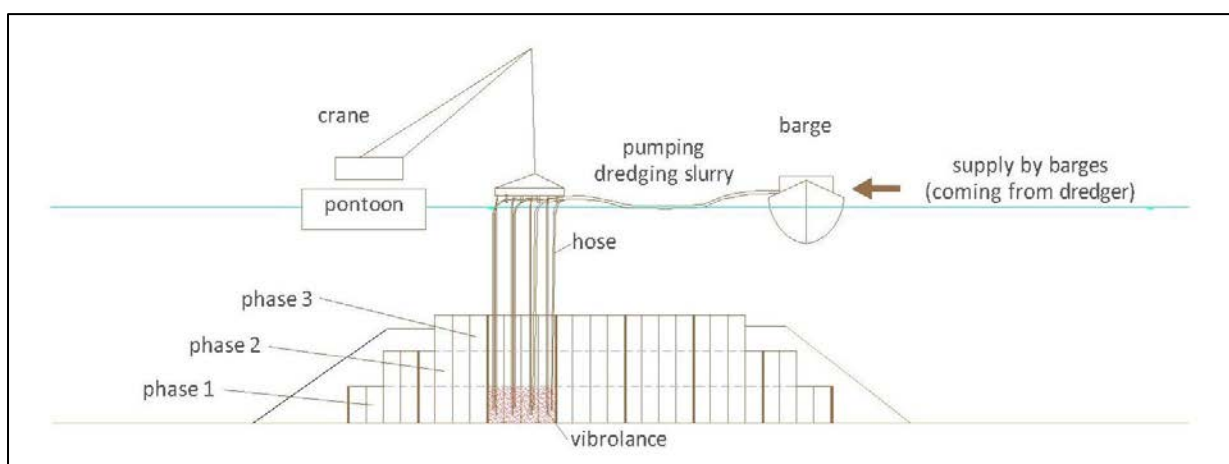 crane
barge
pumping
dredging slurry
supply by barges
(coming from dredger)
pontoon
hose
phase 3
phase 2
phase 1
vibrolance